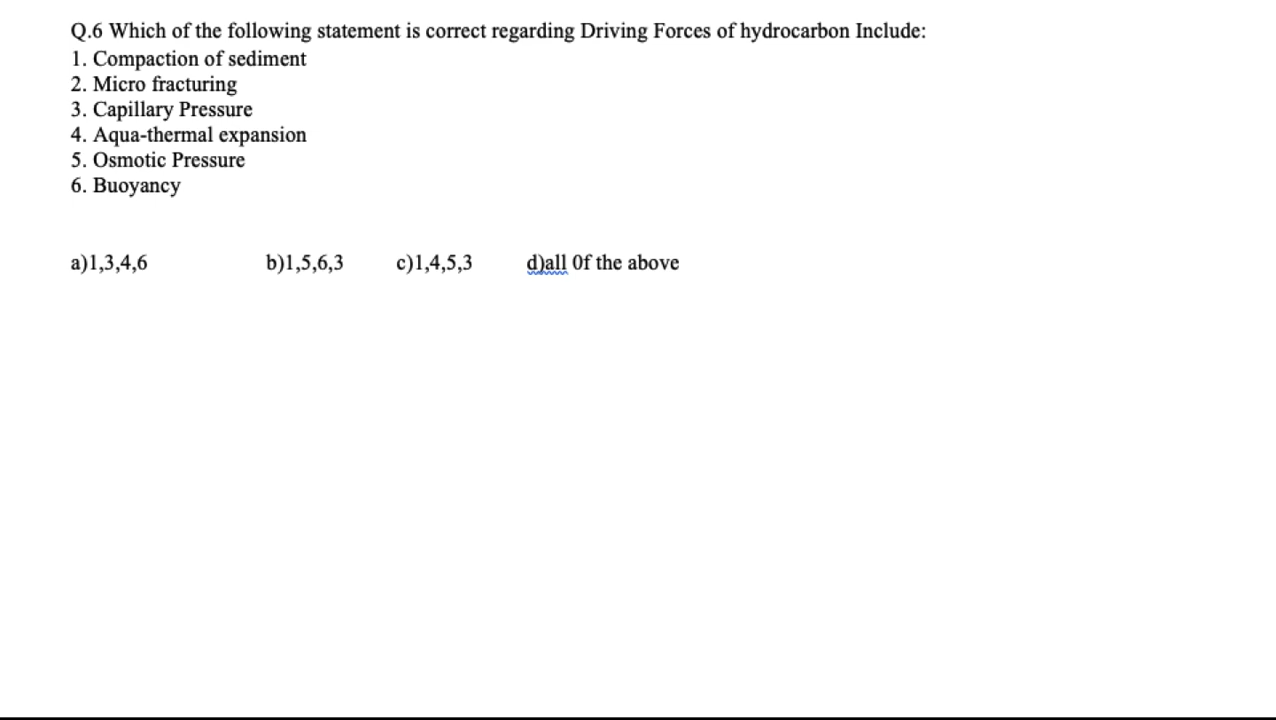 Q.6 Which of the following statement is correct regarding Driving Forces of hydrocarbon Include:
1. Compaction of sediment
2. Micro fracturing
3. Capillary Pressure
4. Aqua-thermal expansion
5. Osmotic Pressure
6. Buoyancy
a)1,3,4,6 b)1,5,6,3 c)1,4,5,3 d)all 0f the above